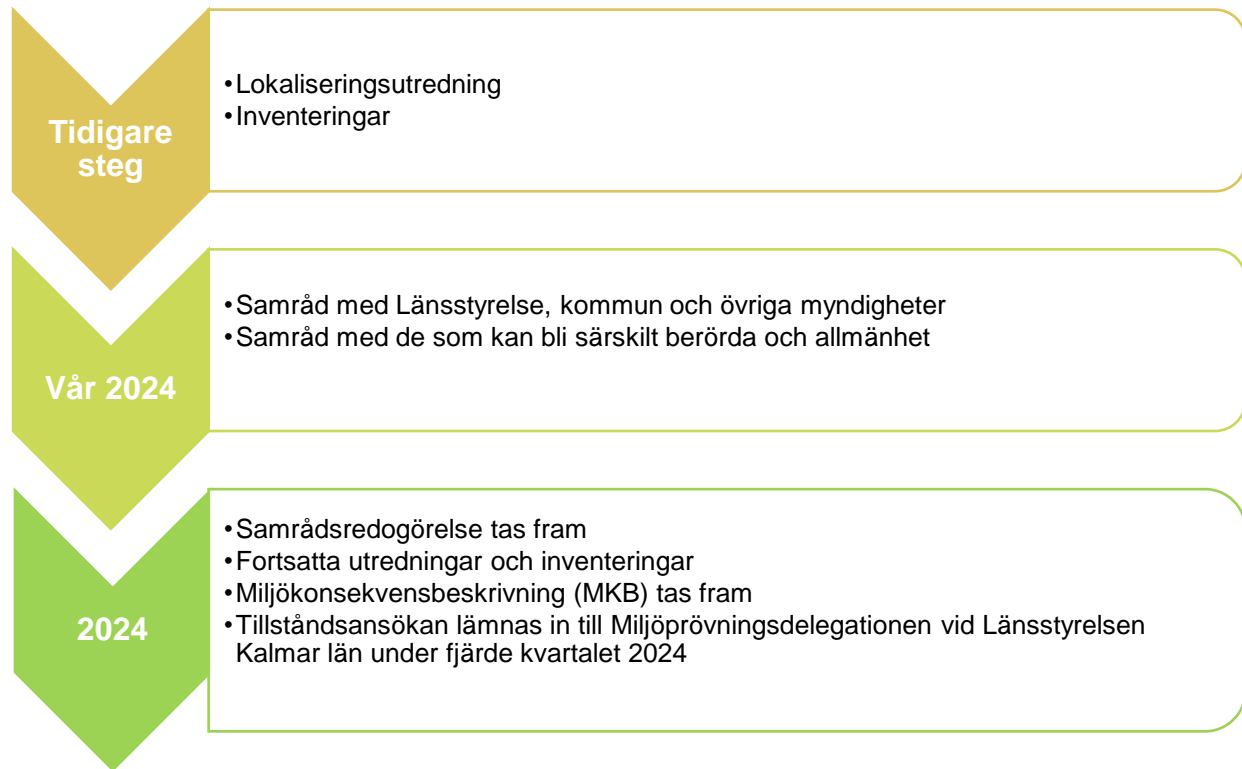 Tidigare
steg
•Lokaliseringsutredning
•Inventeringar
Vår 2024
•Samråd med Länsstyrelse, kommun och övriga myndigheter
•Samråd med de som kan bli särskilt berörda och allmänhet
2024
•Samrådsredogörelse tas fram
•Fortsatta utredningar och inventeringar
•Miljökonsekvensbeskrivning (MKB) tas fram
•Tillståndsansökan lämnas in till Miljöprövningsdelegationen vid Länsstyrelsen
Kalmar län under fjärde kvartalet 2024